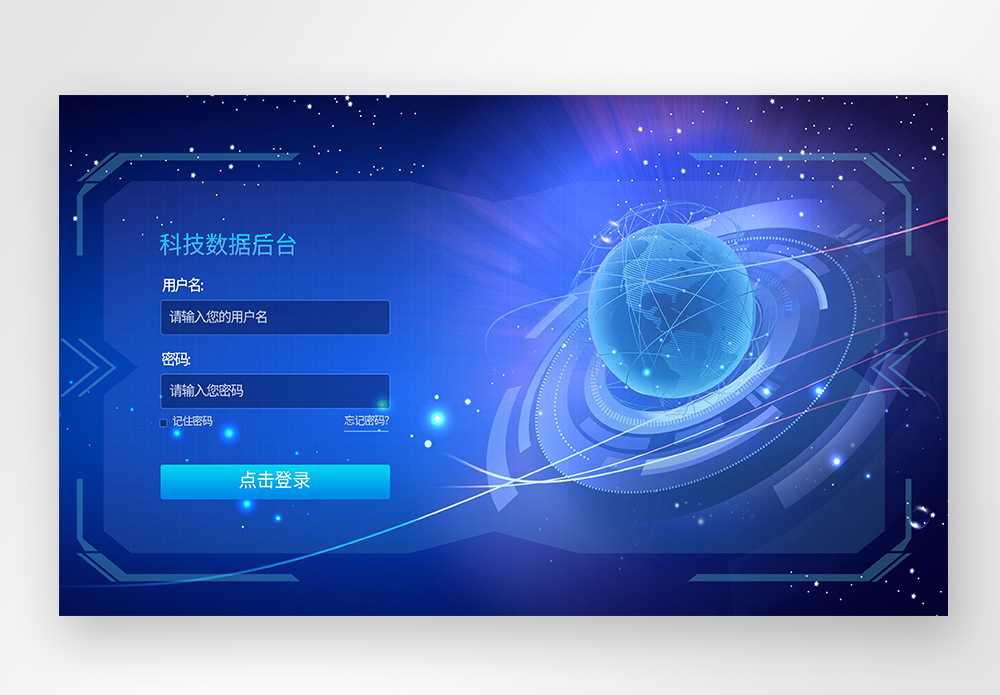 科技数据后台
用户名:
请输入您的用户名
密码:
请输入您密码
记住密码 忘记密码?
点击登录